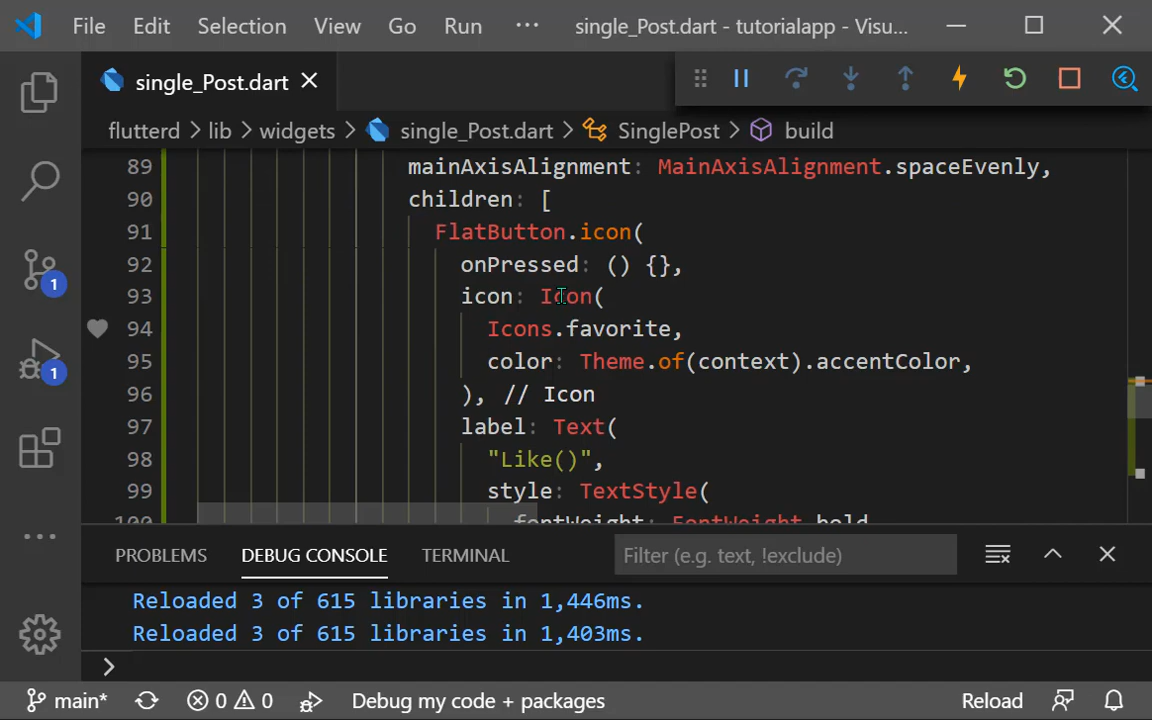 File Edit Selection View Go Run ··· single_Post.dart - tutorialapp - Visu...
single_Post.dart
flutterd > lib > widgets > single_Post.dart > SinglePost > build
89 mainAxisAlignment: MainAxisAlignment.spaceEvenly,
90 children: [
91 FlatButton.icon(
92 onPressed: () {},
93 icon: Icon(
94 Icons.favorite,
95 color: Theme.of(context).accentColor,
96 ), // Icon
97 label: Text(
98 "Like()",
99 style: TextStyle(
100 fontWeight: FontWeight.bold
1
1
PROBLEMS DEBUG CONSOLE TERMINAL Filter (e.g. text, !exclude)
Reloaded 3 of 615 libraries in 1,446ms.
Reloaded 3 of 615 libraries in 1,403ms.
>
main* 0 0 Debug my code + packages Reload